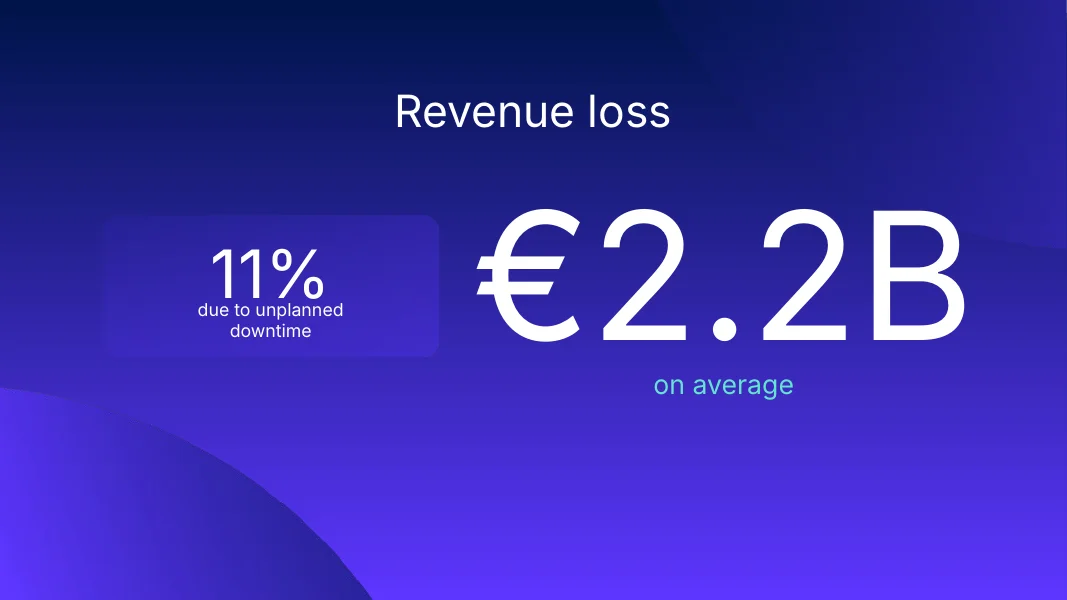 Revenue loss
11%
due to unplanned
downtime
€2.2B
on average